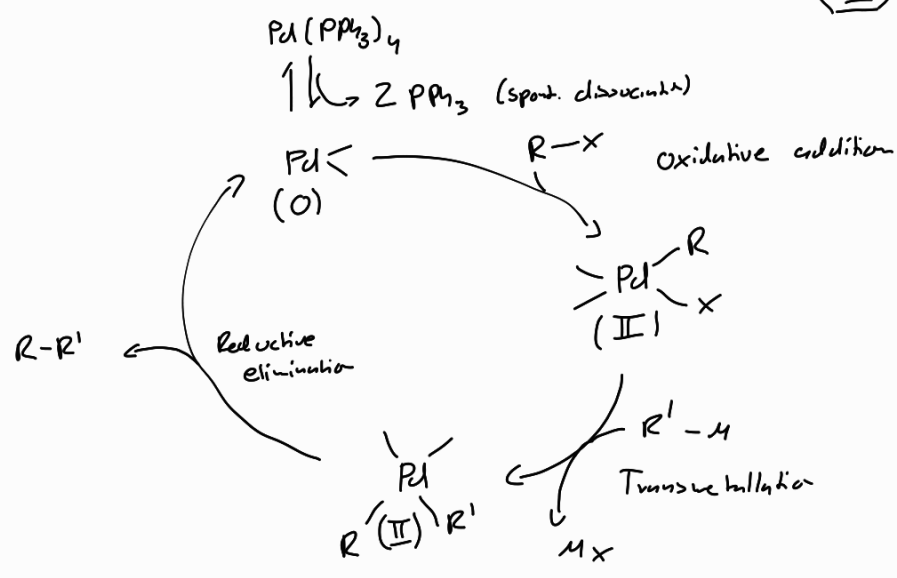 Pd(PPh₃)₄
2 PPh₃ (spont. dissociation)
Pd
(0)
R-X
Oxidative addition
Pd
R
X
(II)
R'-M
Transmetallation
MX
Pd
R (II) R'
Reductive
elimination
R-R'